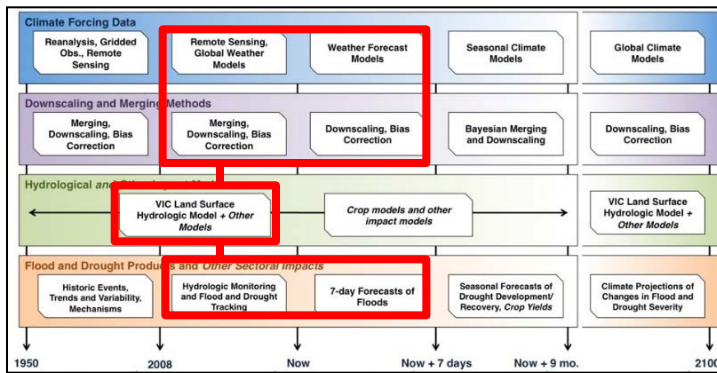 Climate Forcing Data
Reanalysis, Gridded
Obs., Remote
Sensing
Remote Sensing,
Global Weather
Models
Weather Forecast
Models
Seasonal Climate
Models
Global Climate
Models
Downscaling and Merging Methods
Merging,
Downscaling, Bias
Correction
Merging,
Downscaling, Bias
Correction
Downscaling, Bias
Correction
Bayesian Merging
and Downscaling
Downscaling, Bias
Correction
Hydrological and
VIC Land Surface
Hydrologic Model + Other
Models
Crop models and other
impact models
VIC Land Surface
Hydrologic Model +
Other Models
Flood and Drought Products and Other Sectoral Impacts
Historic Events,
Trends and Variability,
Mechanisms
Hydrologic Monitoring
and Flood and Drought
Tracking
7-day Forecasts of
Floods
Seasonal Forecasts of
Drought Development/
Recovery, Crop Yields
Climate Projections of
Changes in Flood and
Drought Severity
1950
2008
Now
Now + 7 days
Now + 9 mo.
2100